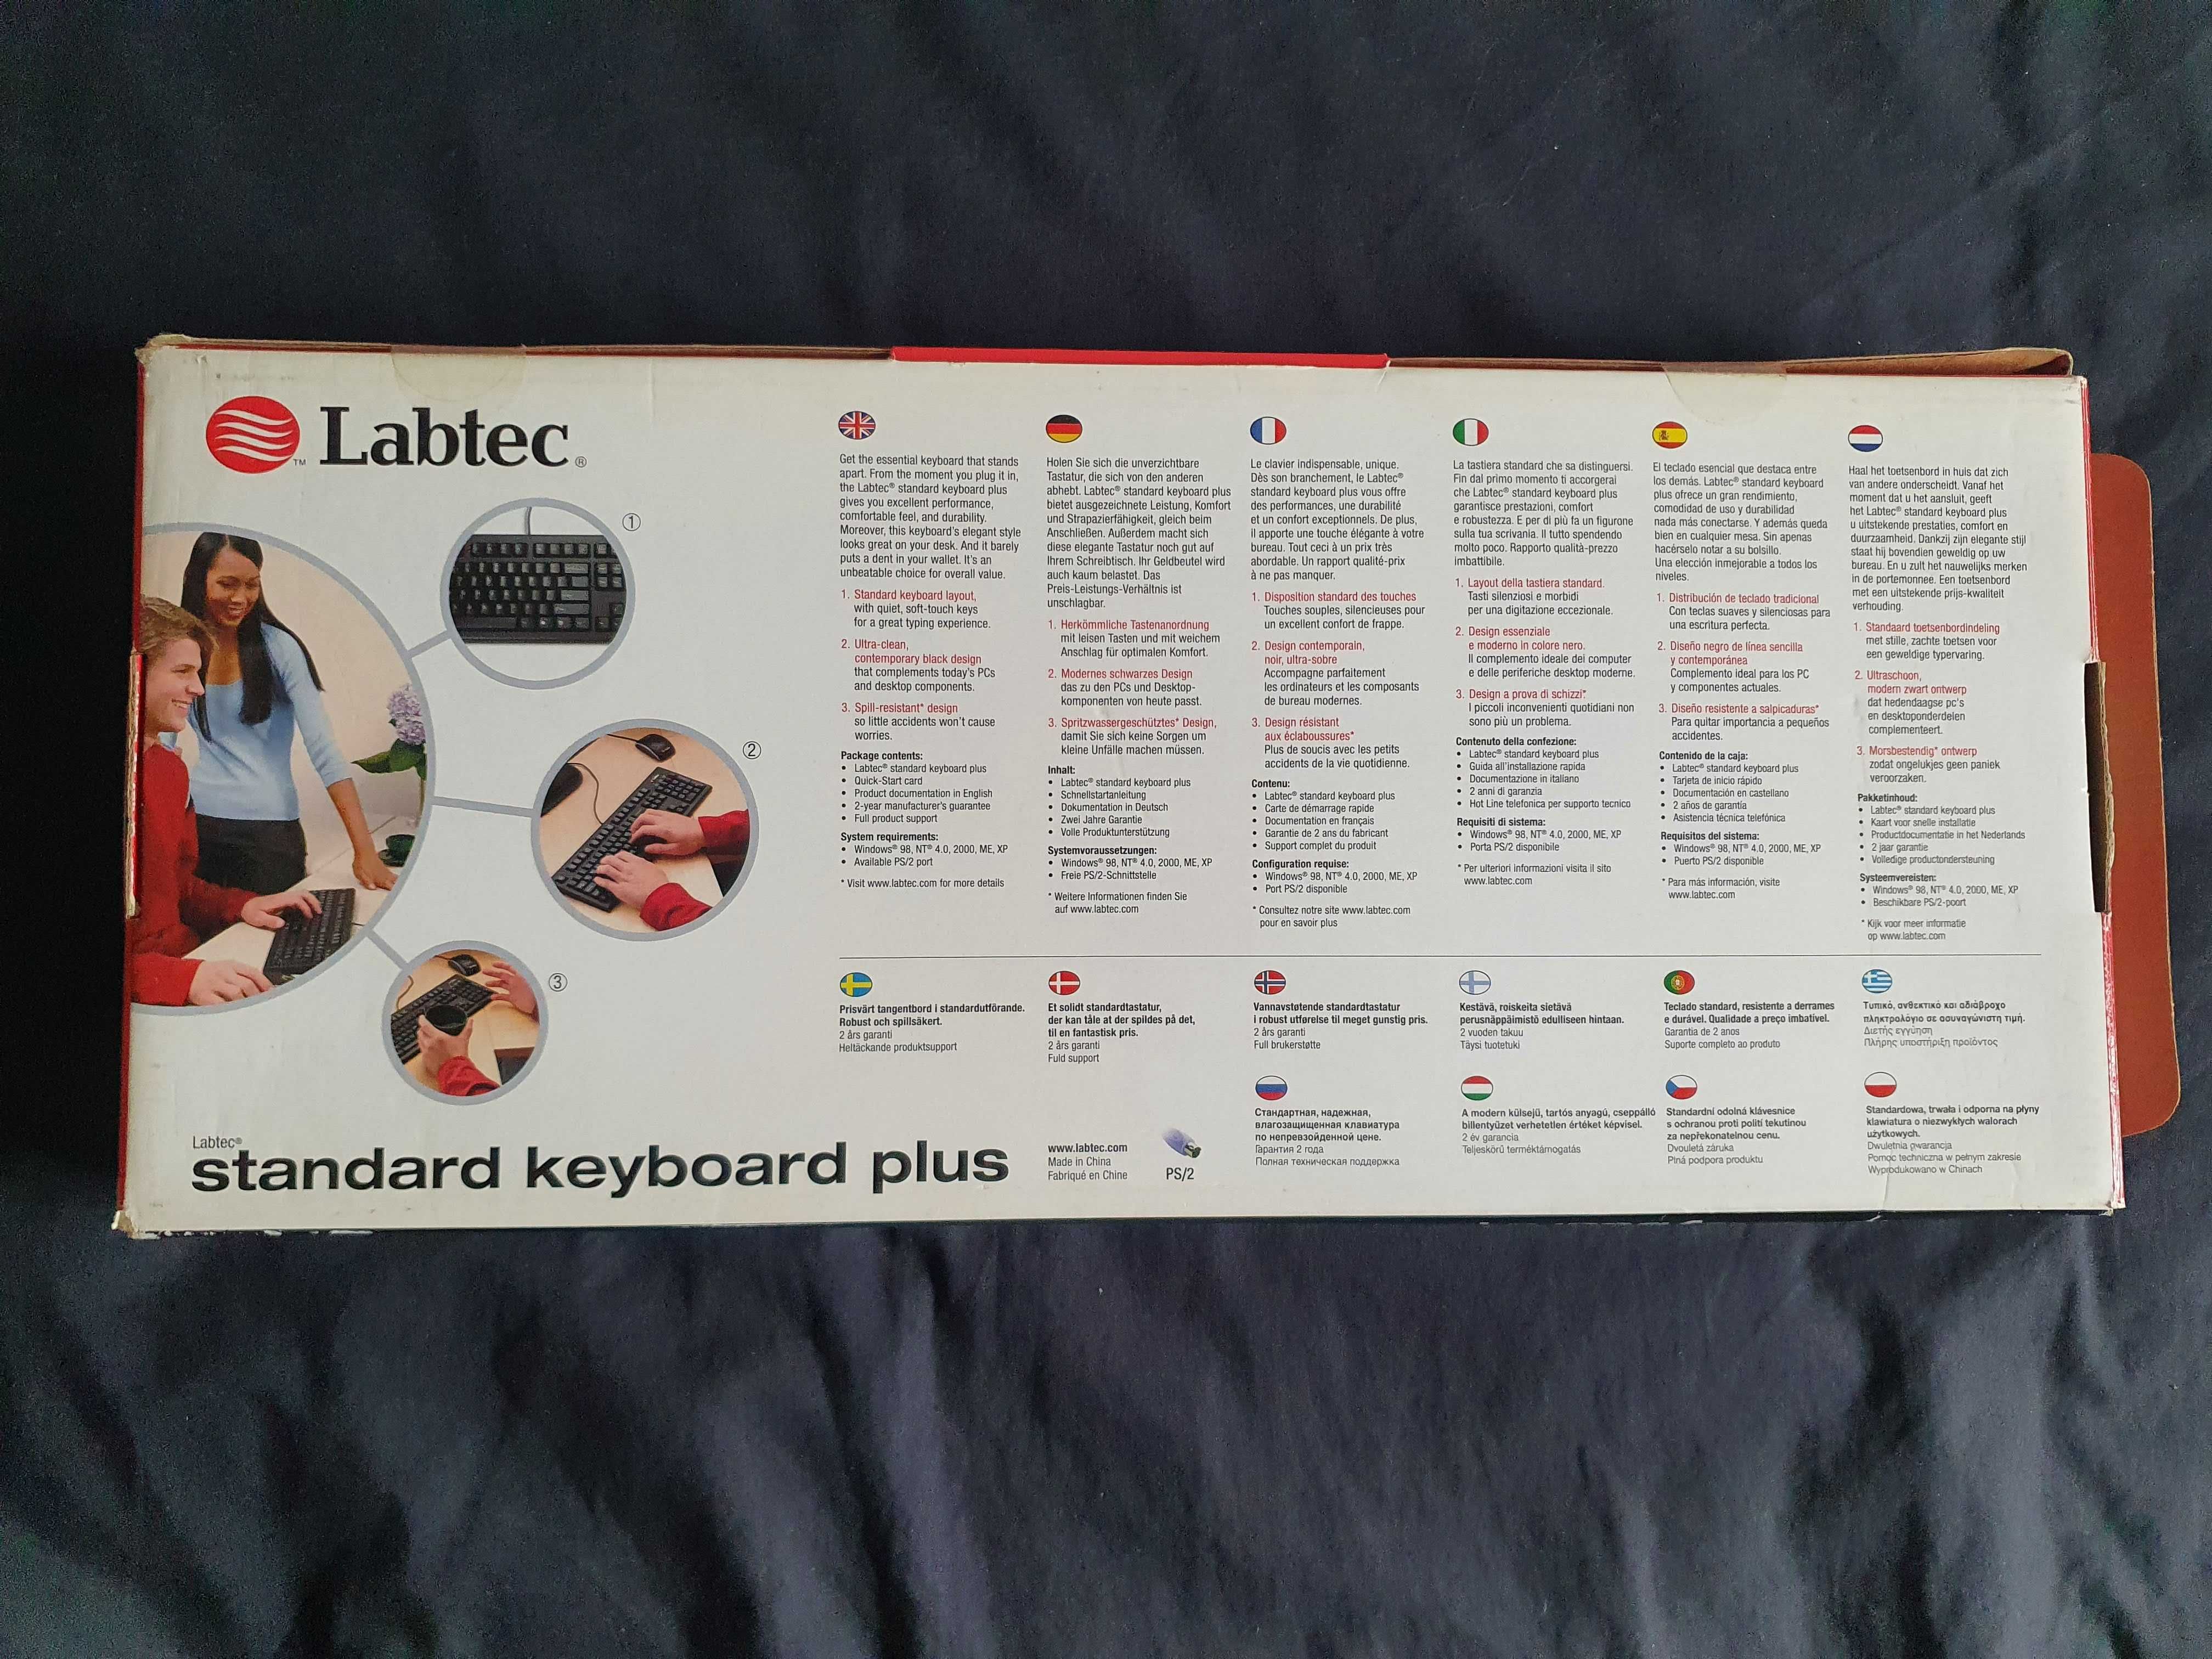 Labtec®
™
1
2
3
Labtec®
standard keyboard plus
Get the essential keyboard that stands
apart. From the moment you plug it in,
the Labtec® standard keyboard plus
gives you excellent performance,
comfortable feel, and durability.
Moreover, this keyboard's elegant style
looks great on your desk. And it barely
puts a dent in your wallet. It's an
unbeatable choice for overall value.
1. Standard keyboard layout,
with quiet, soft-touch keys
for a great typing experience.
2. Ultra-clean,
contemporary black design
that complements today's PCs
and desktop components.
3. Spill-resistant* design
so little accidents won't cause
worries.
Package contents:
• Labtec® standard keyboard plus
• Quick-Start card
• Product documentation in English
• 2-year manufacturer's guarantee
• Full product support
System requirements:
• Windows® 98, NT® 4.0, 2000, ME, XP
• Available PS/2 port
* Visit www.labtec.com for more details
Holen Sie sich die unverzichtbare
Tastatur, die sich von den anderen
abhebt. Labtec® standard keyboard plus
bietet ausgezeichnete Leistung, Komfort
und Strapazierfähigkeit, gleich beim
Anschließen. Außerdem macht sich
diese elegante Tastatur noch gut auf
Ihrem Schreibtisch. Ihr Geldbeutel wird
auch kaum belastet. Das
Preis-Leistungs-Verhältnis ist
unschlagbar.
1. Herkömmliche Tastenanordnung
mit leisen Tasten und mit weichem
Anschlag für optimalen Komfort.
2. Modernes schwarzes Design
das zu den PCs und Desktop-
komponenten von heute passt.
3. Spritzwassergeschütztes* Design,
damit Sie sich keine Sorgen um
kleine Unfälle machen müssen.
Inhalt:
• Labtec® standard keyboard plus
• Schnellstartanleitung
• Dokumentation in Deutsch
• Zwei Jahre Garantie
• Volle Produktunterstützung
Systemvoraussetzungen:
• Windows® 98, NT® 4.0, 2000, ME, XP
• Freie PS/2-Schnittstelle
* Weitere Informationen finden Sie
auf www.labtec.com
Le clavier indispensable, unique.
Dès son branchement, le Labtec®
standard keyboard plus vous offre
des performances, une durabilité
et un confort exceptionnels. De plus,
il apporte une touche élégante à votre
bureau. Tout ceci à un prix très
abordable. Un rapport qualité-prix
à ne pas manquer.
1. Disposition standard des touches
Touches souples, silencieuses pour
un excellent confort de frappe.
2. Design contemporain,
noir, ultra-sobre
Accompagne parfaitement
les ordinateurs et les composants
de bureau modernes.
3. Design résistant
aux éclaboussures*
Plus de soucis avec les petits
accidents de la vie quotidienne.
Contenu:
• Labtec® standard keyboard plus
• Carte de démarrage rapide
• Documentation en français
• Garantie de 2 ans du fabricant
• Support complet du produit
Configuration requise:
• Windows® 98, NT® 4.0, 2000, ME, XP
• Port PS/2 disponible
* Consultez notre site www.labtec.com
pour en savoir plus
La tastiera standard che sa distinguersi.
Fin dal primo momento ti accorgerai
che Labtec® standard keyboard plus
garantisce prestazioni, comfort
e robustezza. E per di più fa un figurone
sulla tua scrivania. Il tutto spendendo
molto poco. Rapporto qualità-prezzo
imbattibile.
1. Layout della tastiera standard.
Tasti silenziosi e morbidi
per una digitazione eccezionale.
2. Design essenziale
e moderno in colore nero.
Il complemento ideale dei computer
e delle periferiche desktop moderne.
3. Design a prova di schizzi*.
I piccoli inconvenienti quotidiani non
sono più un problema.
Contenuto della confezione:
• Labtec® standard keyboard plus
• Guida all'installazione rapida
• Documentazione in italiano
• 2 anni di garanzia
• Hot Line telefonica per supporto tecnico
Requisiti di sistema:
• Windows® 98, NT® 4.0, 2000, ME, XP
• Porta PS/2 disponibile
* Per ulteriori informazioni visita il sito
www.labtec.com
El teclado esencial que destaca entre
los demás. Labtec® standard keyboard
plus ofrece un gran rendimiento,
comodidad de uso y durabilidad
nada más conectarse. Y además queda
bien en cualquier mesa. Sin apenas
hacérselo notar a su bolsillo.
Una elección inmejorable a todos los
niveles.
1. Distribución de teclado tradicional
Con teclas suaves y silenciosas para
una escritura perfecta.
2. Diseño negro de línea sencilla
y contemporánea
Complemento ideal para los PC
y componentes actuales.
3. Diseño resistente a salpicaduras*
Para quitar importancia a pequeños
accidentes.
Contenido de la caja:
• Labtec® standard keyboard plus
• Tarjeta de inicio rápido
• Documentación en castellano
• 2 años de garantía
• Asistencia técnica telefónica
Requisitos del sistema:
• Windows® 98, NT® 4.0, 2000, ME, XP
• Puerto PS/2 disponible
* Para más información, visite
www.labtec.com
Haal het toetsenbord in huis dat zich
van andere onderscheidt. Vanaf het
moment dat u het aansluit, geeft
het Labtec® standard keyboard plus
u uitstekende prestaties, comfort en
duurzaamheid. Dankzij zijn elegante stijl
staat hij bovendien geweldig op uw
bureau. En u zult het nauwelijks merken
in de portemonnee. Een toetsenbord
met een uitstekende prijs-kwaliteit
verhouding.
1. Standaard toetsenbordindeling
met stille, zachte toetsen voor
een geweldige typervaring.
2. Ultraschoon,
modern zwart ontwerp
dat hedendaagse pc's
en desktoponderdelen
complementeert.
3. Morsbestendig* ontwerp
zodat ongelukjes geen paniek
veroorzaken.
Pakketinhoud:
• Labtec® standard keyboard plus
• Kaart voor snelle installatie
• Productdocumentatie in het Nederlands
• 2 jaar garantie
• Volledige productondersteuning
Systeemvereisten:
• Windows® 98, NT® 4.0, 2000, ME, XP
• Beschikbare PS/2-poort
* Kijk voor meer informatie
op www.labtec.com
Prisvärt tangentbord i standardutförande.
Robust och spillsäkert.
2 års garanti
Heltäckande produktsupport
Et solidt standardtastatur,
der kan tåle at der spildes på det,
til en fantastisk pris.
2 års garanti
Fuld support
Vannavstøtende standardtastatur
i robust utførelse til meget gunstig pris.
2 års garanti
Full brukerstøtte
Kestävä, roiskeita sietävä
perusnäppäimistö edulliseen hintaan.
2 vuoden takuu
Täysi tuotetuki
Teclado standard, resistente a derrames
e durável. Qualidade a preço imbatível.
Garantia de 2 anos
Suporte completo ao produto
Τυπικό, ανθεκτικό και αδιάβροχο
πληκτρολόγιο σε ασυναγώνιστη τιμή.
Διετής εγγύηση
Πλήρης υποστήριξη προϊόντος
www.labtec.com
Made in China
Fabriqué en Chine
PS/2
Стандартная, надежная,
влагозащищенная клавиатура
по непревзойденной цене.
Гарантия 2 года
Полная техническая поддержка
A modern külsejű, tartós anyagú, cseppálló
billentyűzet verhetetlen értéket képvisel.
2 év garancia
Teljeskörű terméktámogatás
Standardní odolná klávesnice
s ochranou proti polití tekutinou
za nepřekonatelnou cenu.
Dvouletá záruka
Plná podpora produktu
Standardowa, trwała i odporna na płyny
klawiatura o niezwykłych walorach
użytkowych.
Dwuletnia gwarancja
Pomoc techniczna w pełnym zakresie
Wyprodukowano w Chinach